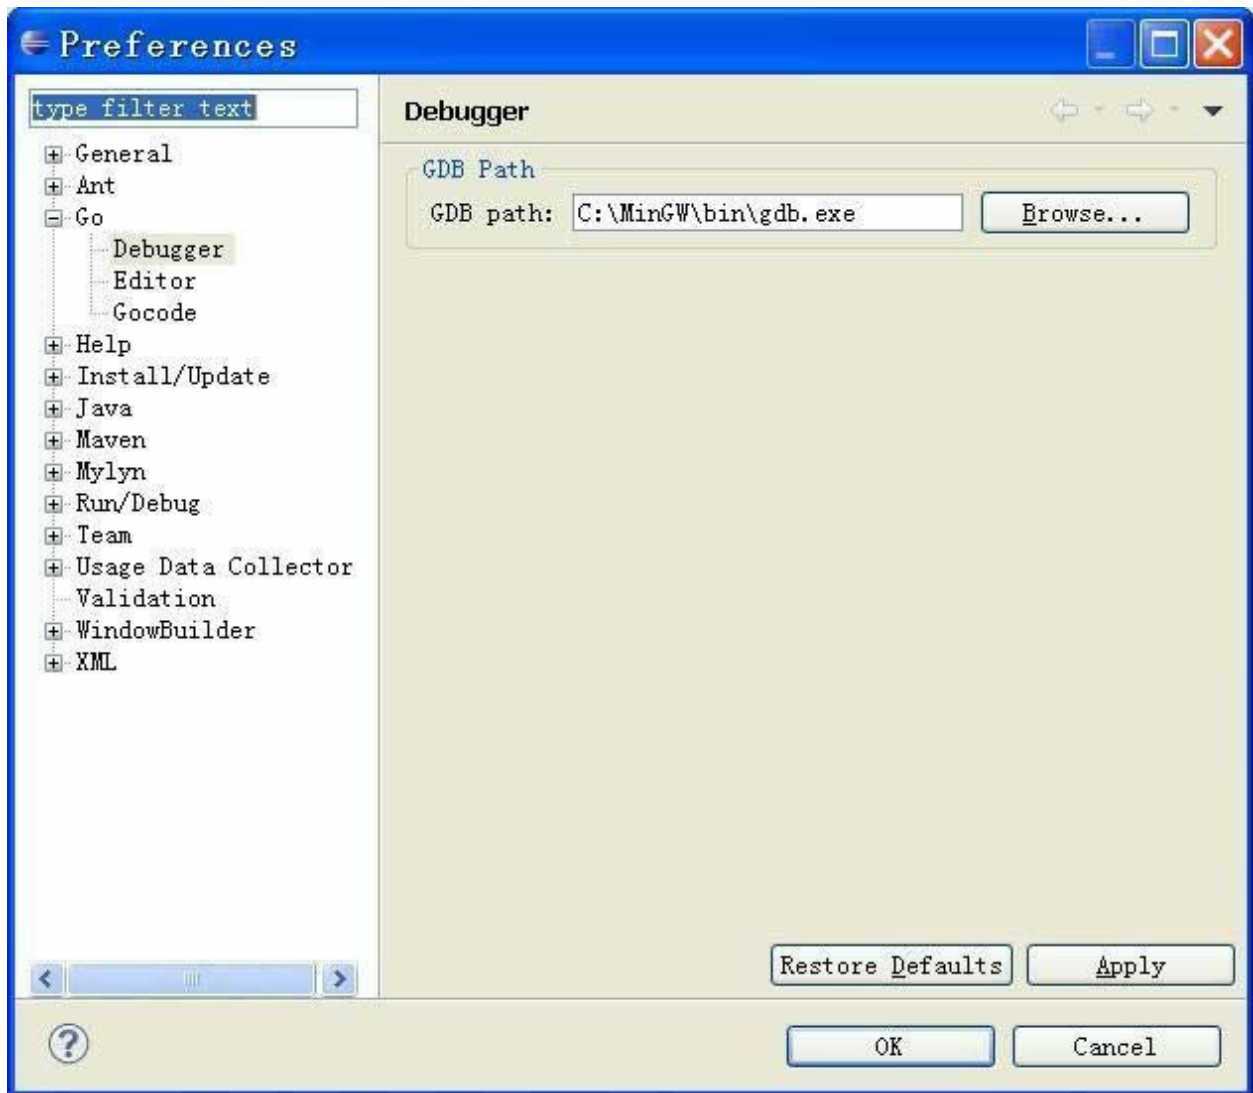 Preferences
type filter text
General
Ant
Go
Debugger
Editor
Gocode
Help
Install/Update
Java
Maven
Mylyn
Run/Debug
Team
Usage Data Collector
Validation
WindowBuilder
XML
Debugger
GDB Path
GDB path: C:\MinGW\bin\gdb.exe Browse...
Restore Defaults Apply
? OK Cancel